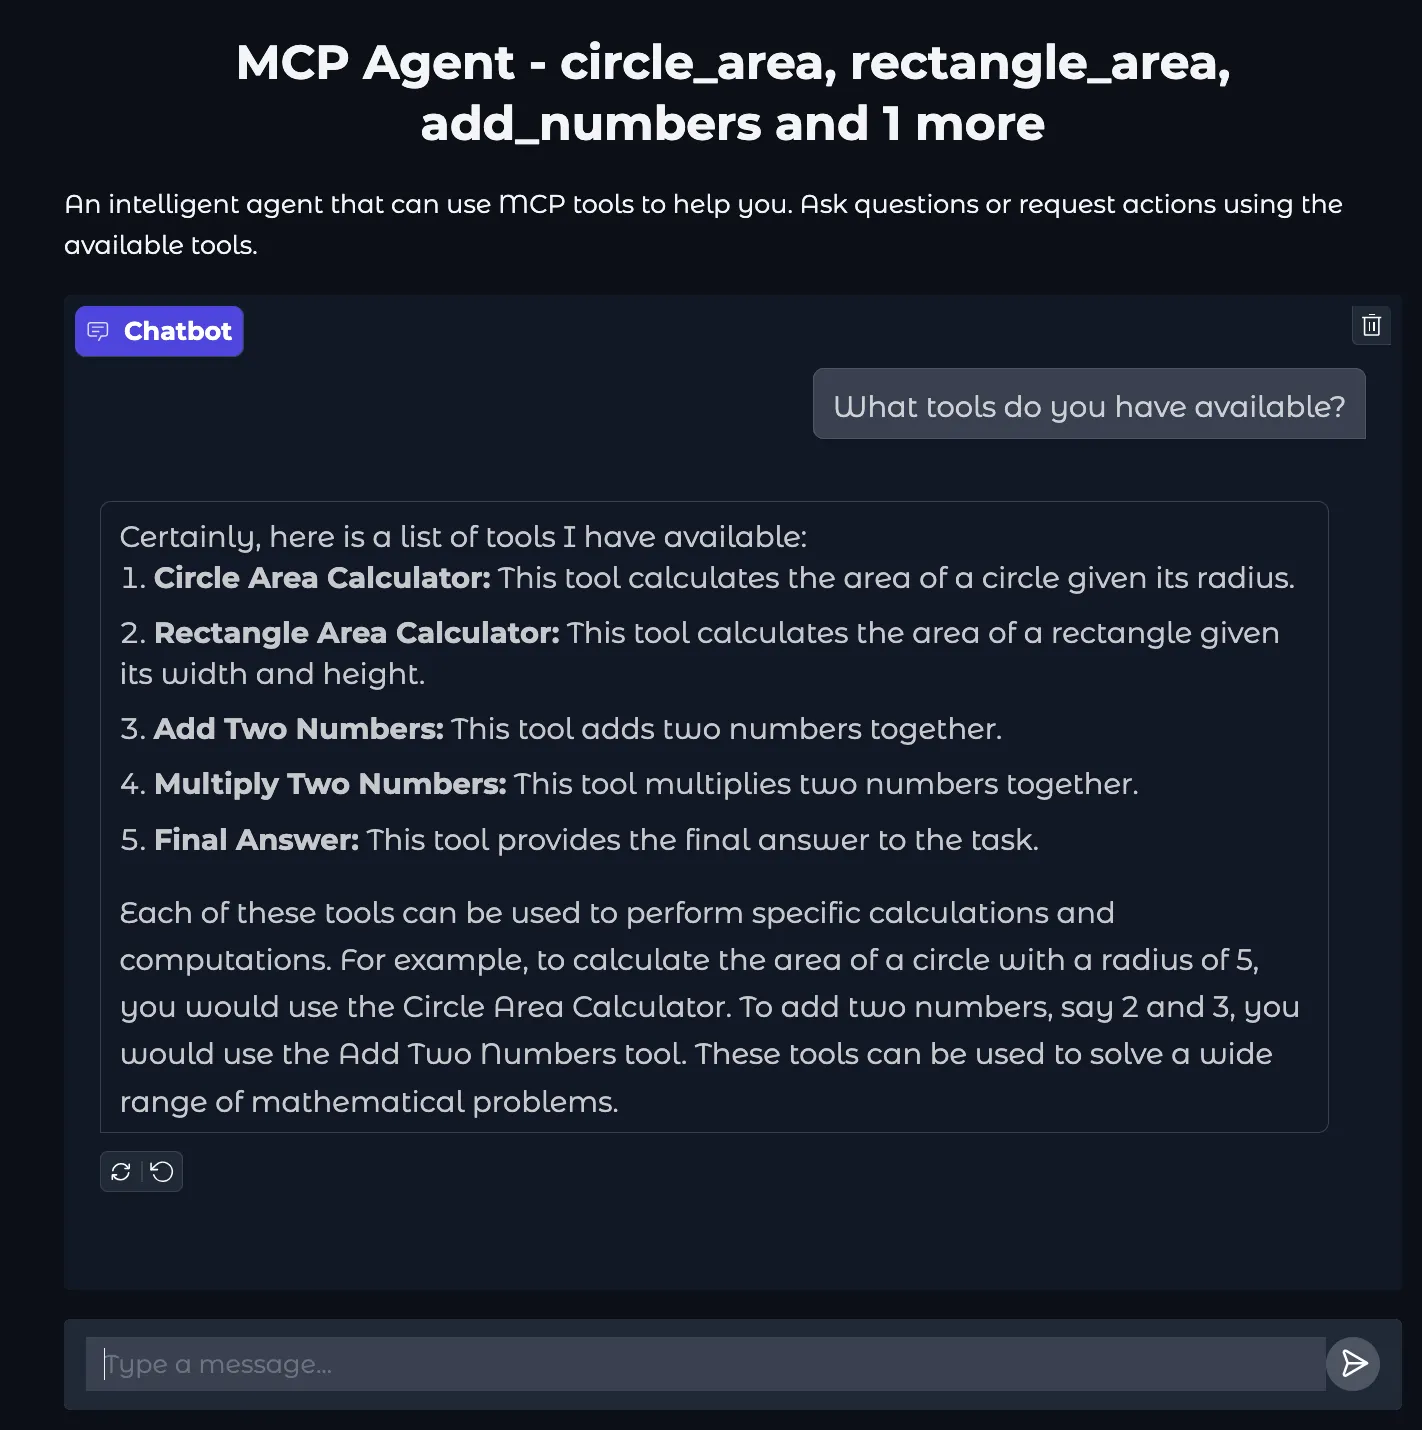 MCP Agent - circle_area, rectangle_area,
add_numbers and 1 more
An intelligent agent that can use MCP tools to help you. Ask questions or request actions using the
available tools.
Chatbot
What tools do you have available?
Certainly, here is a list of tools I have available:
1. Circle Area Calculator: This tool calculates the area of a circle given its radius.
2. Rectangle Area Calculator: This tool calculates the area of a rectangle given
its width and height.
3. Add Two Numbers: This tool adds two numbers together.
4. Multiply Two Numbers: This tool multiplies two numbers together.
5. Final Answer: This tool provides the final answer to the task.
Each of these tools can be used to perform specific calculations and
computations. For example, to calculate the area of a circle with a radius of 5,
you would use the Circle Area Calculator. To add two numbers, say 2 and 3, you
would use the Add Two Numbers tool. These tools can be used to solve a wide
range of mathematical problems.
Type a message...